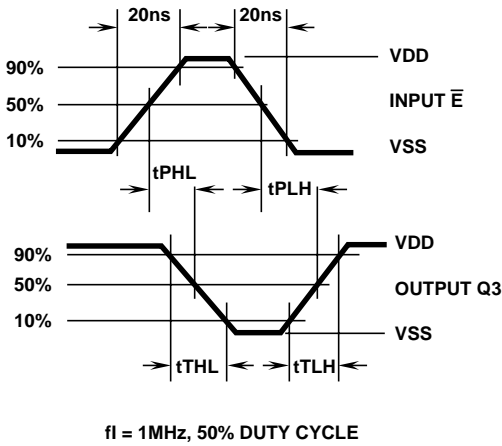 20ns 20ns
VDD
90%
50%
INPUT E̅
10%
VSS
tPHL tPLH
VDD
90%
50%
OUTPUT Q3
10%
VSS
tTHL tTLH
fI = 1MHz, 50% DUTY CYCLE